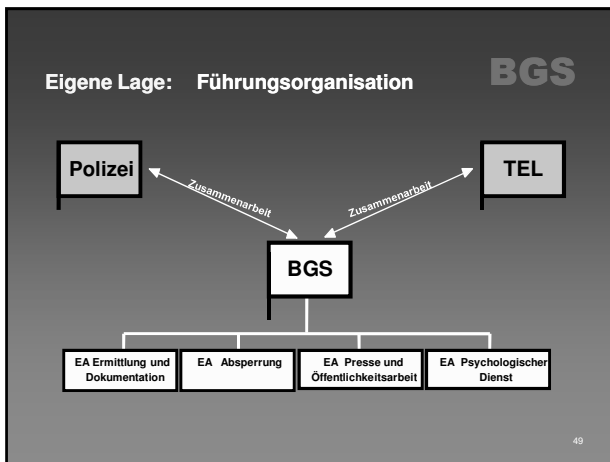 BGS
Eigene Lage: Führungsorganisation
Polizei
TEL
Zusammenarbeit
Zusammenarbeit
BGS
EA Ermittlung und
Dokumentation
EA Absperrung
EA Presse und
Öffentlichkeitsarbeit
EA Psychologischer
Dienst
49